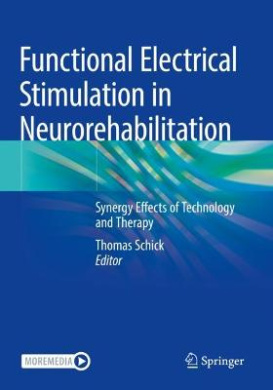 Functional Electrical
Stimulation in
Neurorehabilitation
Synergy Effects of Technology
and Therapy
Thomas Schick
Editor
MOREMEDIA
Springer